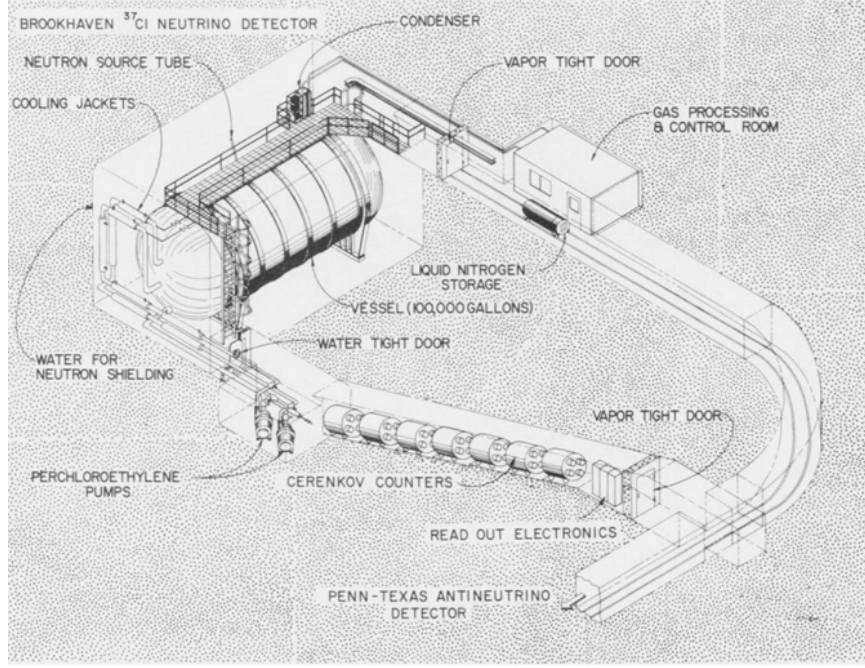 BROOKHAVEN ³⁷Cl NEUTRINO DETECTOR
CONDENSER
NEUTRON SOURCE TUBE
VAPOR TIGHT DOOR
COOLING JACKETS
GAS PROCESSING
& CONTROL ROOM
LIQUID NITROGEN
STORAGE
VESSEL (100,000 GALLONS)
WATER TIGHT DOOR
WATER FOR
NEUTRON SHIELDING
VAPOR TIGHT DOOR
PERCHLOROETHYLENE
PUMPS
CERENKOV COUNTERS
READ OUT ELECTRONICS
PENN-TEXAS ANTINEUTRINO
DETECTOR